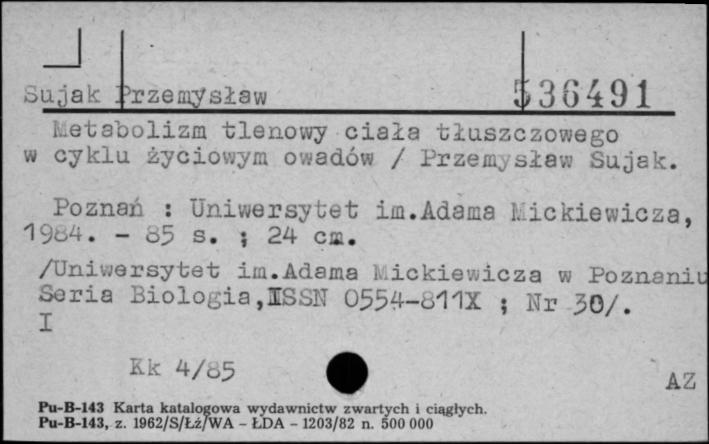 Sujak Przemysław 536491
Metabolizm tlenowy ciała tłuszczowego
w cyklu życiowym owadów / Przemysław Sujak.
Poznań : Uniwersytet im.Adama Mickiewicza,
1984. - 85 s. ; 24 cm.
/Uniwersytet im.Adama Mickiewicza w Poznaniu
Seria Biologia,ISSN 0554-811X ; Nr 30/.
I
Kk 4/85
AZ
Pu-B-143 Karta katalogowa wydawnictw zwartych i ciągłych.
Pu-B-143, z. 1962/S/Łź/WA - ŁDA - 1203/82 n. 500 000